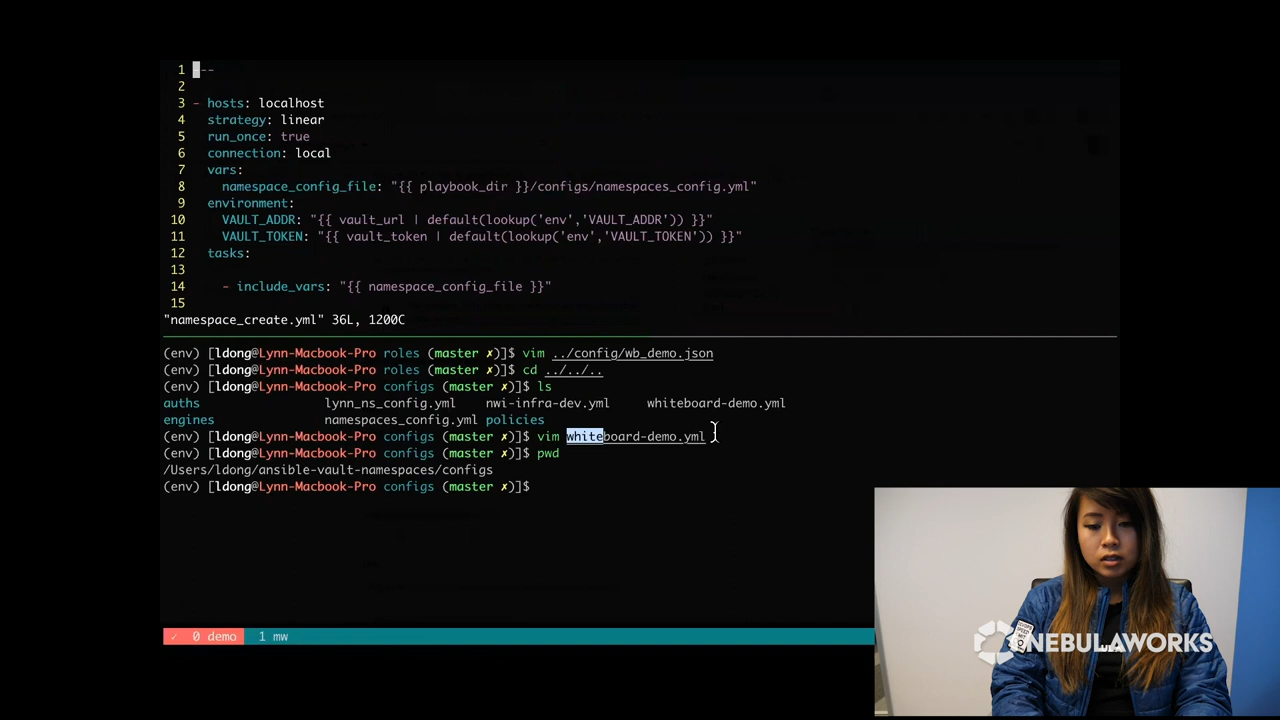 1 ---
2
3 - hosts: localhost
4 strategy: linear
5 run_once: true
6 connection: local
7 vars:
8 namespace_config_file: "{{ playbook_dir }}/configs/namespaces_config.yml"
9 environment:
10 VAULT_ADDR: "{{ vault_url | default(lookup('env','VAULT_ADDR')) }}"
11 VAULT_TOKEN: "{{ vault_token | default(lookup('env','VAULT_TOKEN')) }}"
12 tasks:
13
14 - include_vars: "{{ namespace_config_file }}"
15
"namespace_create.yml" 36L, 1200C
(env) [ldong@Lynn-Macbook-Pro roles (master ✗)]$ vim ../config/wb_demo.json
(env) [ldong@Lynn-Macbook-Pro roles (master ✗)]$ cd ../../..
(env) [ldong@Lynn-Macbook-Pro configs (master ✗)]$ ls
auths lynn_ns_config.yml nwi-infra-dev.yml whiteboard-demo.yml
engines namespaces_config.yml policies
(env) [ldong@Lynn-Macbook-Pro configs (master ✗)]$ vim whiteboard-demo.yml
(env) [ldong@Lynn-Macbook-Pro configs (master ✗)]$ pwd
/Users/ldong/ansible-vault-namespaces/configs
(env) [ldong@Lynn-Macbook-Pro configs (master ✗)]$
✓ 0 demo 1 mw
NEBULAWORKS